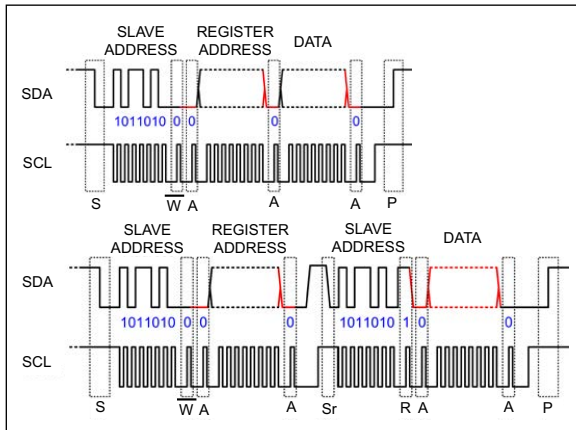 SLAVE ADDRESS
REGISTER ADDRESS
DATA
SDA
1011010 0 0 0 0
SCL
S W A A A P
SLAVE ADDRESS
REGISTER ADDRESS
SLAVE ADDRESS
DATA
SDA
1011010 0 0 0 1011010 1 0 0
SCL
S W A A Sr R A A P